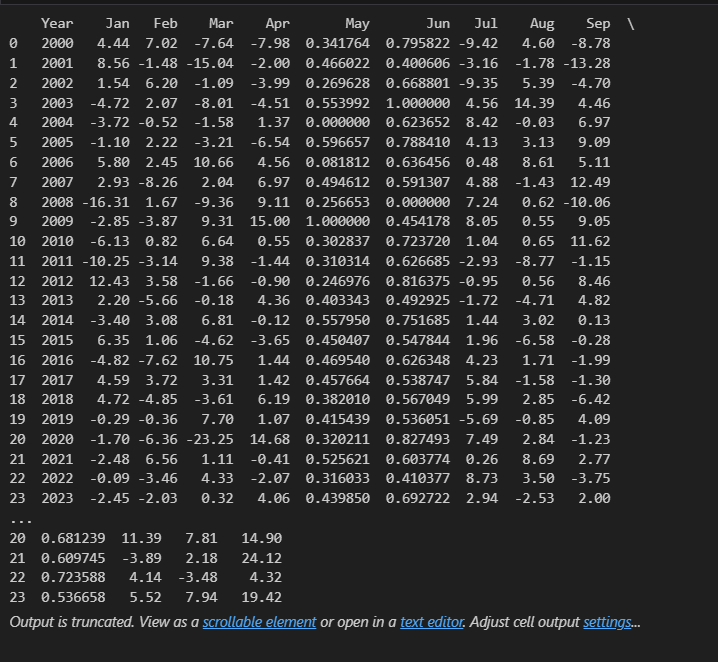 Year Jan Feb Mar Apr May Jun Jul Aug Sep \
0 2000 4.44 7.02 -7.64 -7.98 0.341764 0.795822 -9.42 4.60 -8.78
1 2001 8.56 -1.48 -15.04 -2.00 0.466022 0.400606 -3.16 -1.78 -13.28
2 2002 1.54 6.20 -1.09 -3.99 0.269628 0.668801 -9.35 5.39 -4.70
3 2003 -4.72 2.07 -8.01 -4.51 0.553992 1.000000 4.56 14.39 4.46
4 2004 -3.72 -0.52 -1.58 1.37 0.000000 0.623652 8.42 -0.03 6.97
5 2005 -1.10 2.22 -3.21 -6.54 0.596657 0.788410 4.13 3.13 9.09
6 2006 5.80 2.45 10.66 4.56 0.081812 0.636456 0.48 8.61 5.11
7 2007 2.93 -8.26 2.04 6.97 0.494612 0.591307 4.88 -1.43 12.49
8 2008 -16.31 1.67 -9.36 9.11 0.256653 0.000000 7.24 0.62 -10.06
9 2009 -2.85 -3.87 9.31 15.00 1.000000 0.454178 8.05 0.55 9.05
10 2010 -6.13 0.82 6.64 0.55 0.302837 0.723720 1.04 0.65 11.62
11 2011 -10.25 -3.14 9.38 -1.44 0.310314 0.626685 -2.93 -8.77 -1.15
12 2012 12.43 3.58 -1.66 -0.90 0.246976 0.816375 -0.95 0.56 8.46
13 2013 2.20 -5.66 -0.18 4.36 0.403343 0.492925 -1.72 -4.71 4.82
14 2014 -3.40 3.08 6.81 -0.12 0.557950 0.751685 1.44 3.02 0.13
15 2015 6.35 1.06 -4.62 -3.65 0.450407 0.547844 1.96 -6.58 -0.28
16 2016 -4.82 -7.62 10.75 1.44 0.469540 0.626348 4.23 1.71 -1.99
17 2017 4.59 3.72 3.31 1.42 0.457664 0.538747 5.84 -1.58 -1.30
18 2018 4.72 -4.85 -3.61 6.19 0.382010 0.567049 5.99 2.85 -6.42
19 2019 -0.29 -0.36 7.70 1.07 0.415439 0.536051 -5.69 -0.85 4.09
20 2020 -1.70 -6.36 -23.25 14.68 0.320211 0.827493 7.49 2.84 -1.23
21 2021 -2.48 6.56 1.11 -0.41 0.525621 0.603774 0.26 8.69 2.77
22 2022 -0.09 -3.46 4.33 -2.07 0.316033 0.410377 8.73 3.50 -3.75
23 2023 -2.45 -2.03 0.32 4.06 0.439850 0.692722 2.94 -2.53 2.00
...
20 0.681239 11.39 7.81 14.90
21 0.609745 -3.89 2.18 24.12
22 0.723588 4.14 -3.48 4.32
23 0.536658 5.52 7.94 19.42
Output is truncated. View as a scrollable element or open in a text editor. Adjust cell output settings...